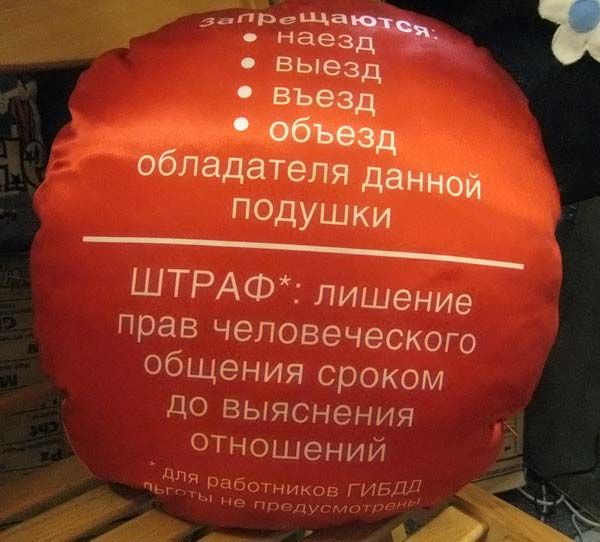 запрещаются:
• наезд
• выезд
• въезд
• объезд
обладателя данной
подушки
ШТРАФ*: лишение
прав человеческого
общения сроком
до выяснения
отношений
* для работников ГИБДД
льготы не предусмотрены